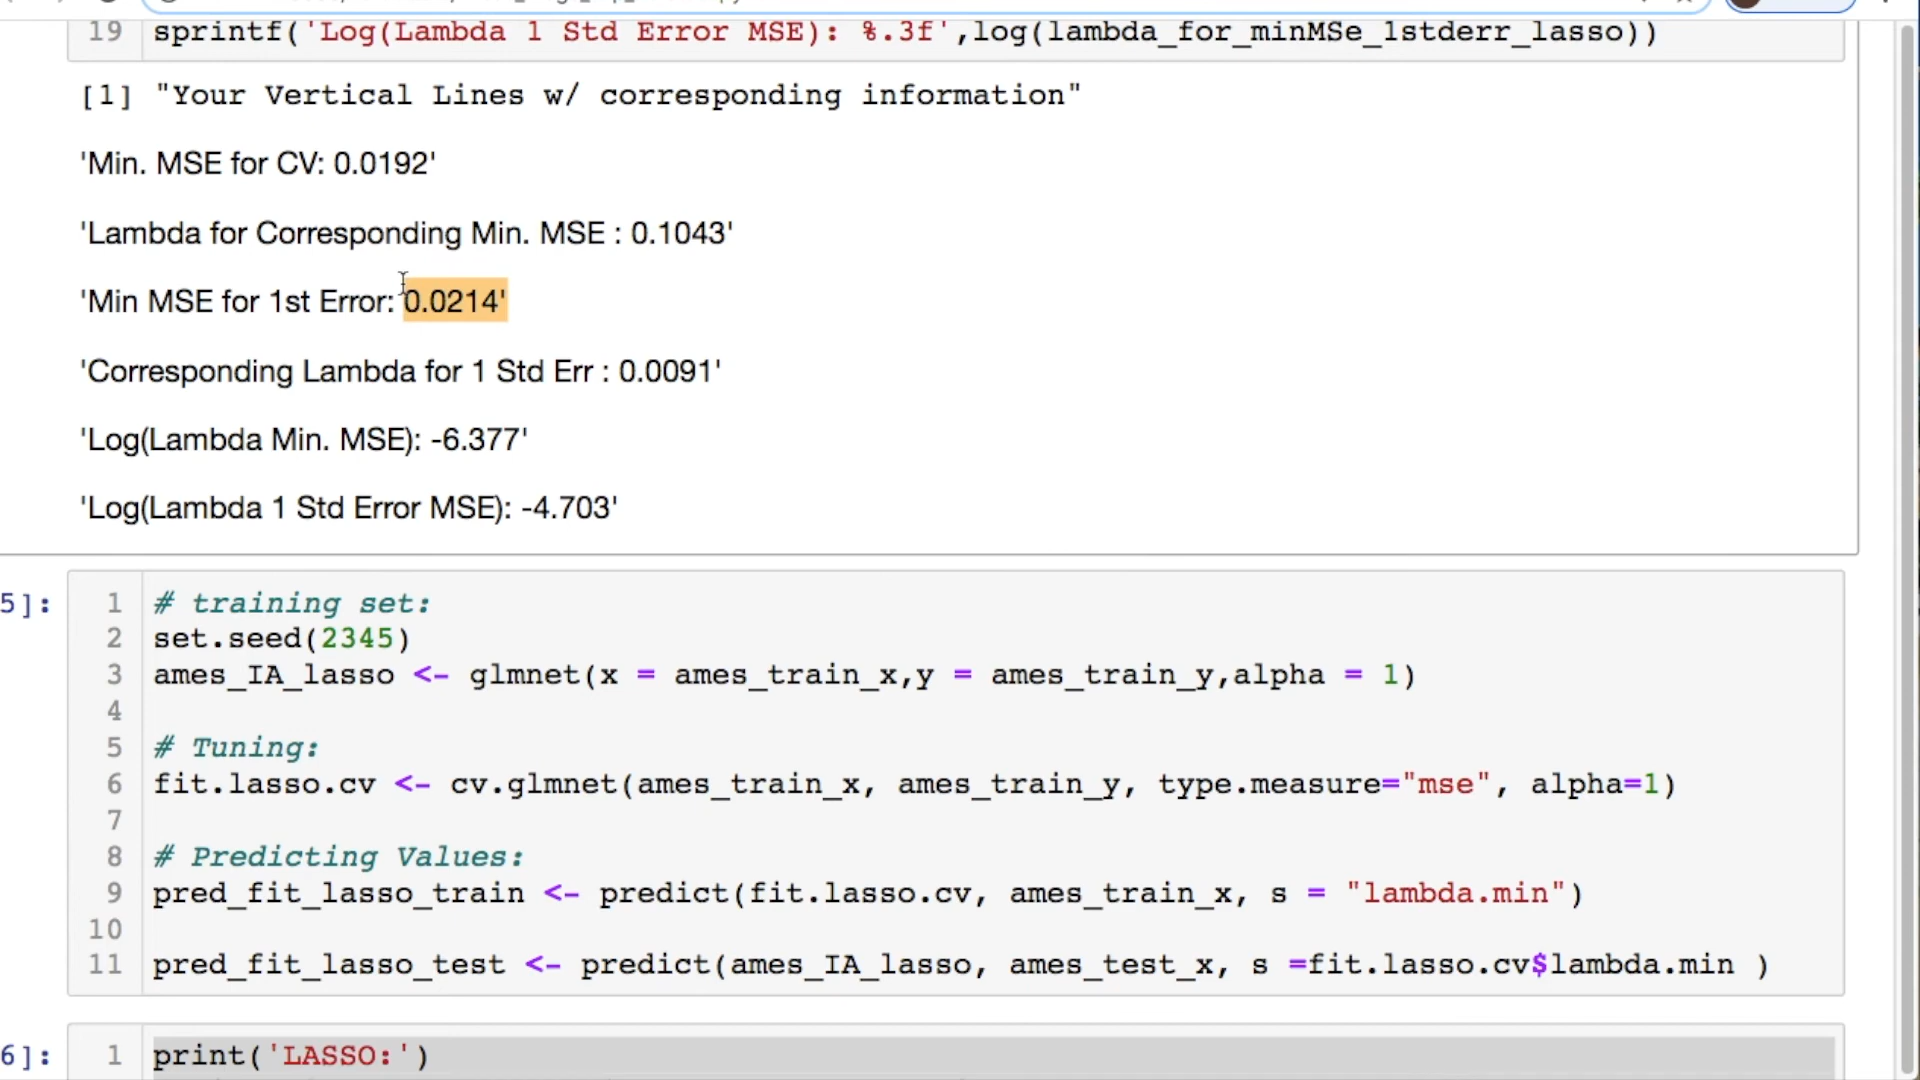 19 sprintf('Log(Lambda 1 Std Error MSE): %.3f',log(lambda_for_minMSe_1stderr_lasso))
[1] "Your Vertical Lines w/ corresponding information"
'Min. MSE for CV: 0.0192'
'Lambda for Corresponding Min. MSE : 0.1043'
'Min MSE for 1st Error: 0.0214'
'Corresponding Lambda for 1 Std Err : 0.0091'
'Log(Lambda Min. MSE): -6.377'
'Log(Lambda 1 Std Error MSE): -4.703'
5]: 1 # training set:
2 set.seed(2345)
3 ames_IA_lasso <- glmnet(x = ames_train_x,y = ames_train_y,alpha = 1)
4
5 # Tuning:
6 fit.lasso.cv <- cv.glmnet(ames_train_x, ames_train_y, type.measure="mse", alpha=1)
7
8 # Predicting Values:
9 pred_fit_lasso_train <- predict(fit.lasso.cv, ames_train_x, s = "lambda.min")
10
11 pred_fit_lasso_test <- predict(ames_IA_lasso, ames_test_x, s =fit.lasso.cv$lambda.min )
6]: 1 print('LASSO:')